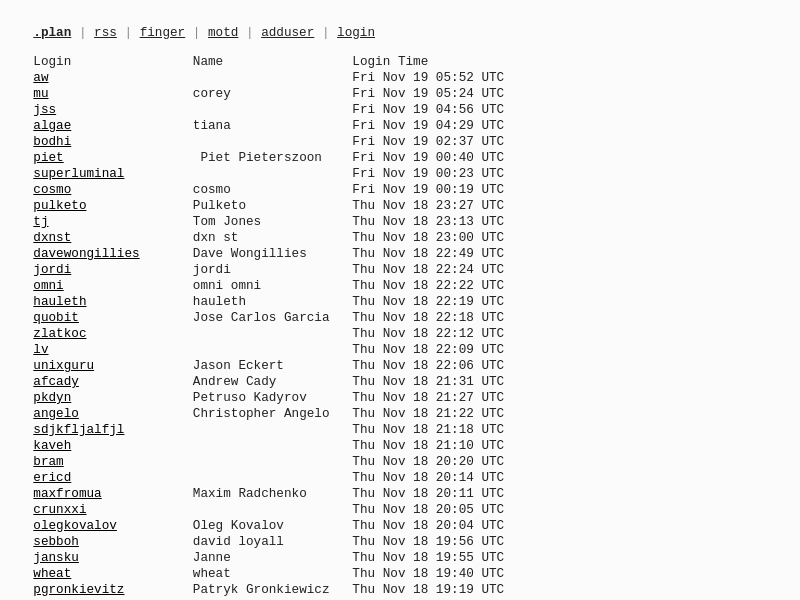 .plan | rss | finger | motd | adduser | login
Login Name Login Time
aw Fri Nov 19 05:52 UTC
mu corey Fri Nov 19 05:24 UTC
jss Fri Nov 19 04:56 UTC
algae tiana Fri Nov 19 04:29 UTC
bodhi Fri Nov 19 02:37 UTC
piet Piet Pieterszoon Fri Nov 19 00:40 UTC
superluminal Fri Nov 19 00:23 UTC
cosmo cosmo Fri Nov 19 00:19 UTC
pulketo Pulketo Thu Nov 18 23:27 UTC
tj Tom Jones Thu Nov 18 23:13 UTC
dxnst dxn st Thu Nov 18 23:00 UTC
davewongillies Dave Wongillies Thu Nov 18 22:49 UTC
jordi jordi Thu Nov 18 22:24 UTC
omni omni omni Thu Nov 18 22:22 UTC
hauleth hauleth Thu Nov 18 22:19 UTC
quobit Jose Carlos Garcia Thu Nov 18 22:18 UTC
zlatkoc Thu Nov 18 22:12 UTC
lv Thu Nov 18 22:09 UTC
unixguru Jason Eckert Thu Nov 18 22:06 UTC
afcady Andrew Cady Thu Nov 18 21:31 UTC
pkdyn Petruso Kadyrov Thu Nov 18 21:27 UTC
angelo Christopher Angelo Thu Nov 18 21:22 UTC
sdjkfljalfjl Thu Nov 18 21:18 UTC
kaveh Thu Nov 18 21:10 UTC
bram Thu Nov 18 20:20 UTC
ericd Thu Nov 18 20:14 UTC
maxfromua Maxim Radchenko Thu Nov 18 20:11 UTC
crunxxi Thu Nov 18 20:05 UTC
olegkovalov Oleg Kovalov Thu Nov 18 20:04 UTC
sebboh david loyall Thu Nov 18 19:56 UTC
jansku Janne Thu Nov 18 19:55 UTC
wheat wheat Thu Nov 18 19:40 UTC
pgronkievitz Patryk Gronkiewicz Thu Nov 18 19:19 UTC